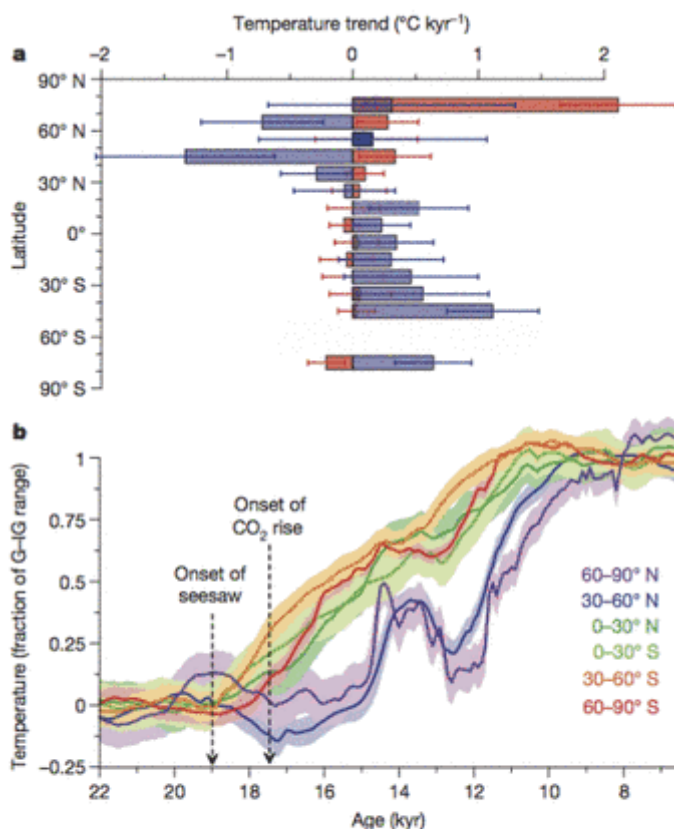 Temperature trend (°C kyr⁻¹)
−2 −1 0 1 2
a
90° N
60° N
30° N
0°
30° S
60° S
90° S
Latitude
b
Temperature (fraction of G–IG range)
1
0.75
0.5
0.25
0
−0.25
Onset of
CO₂ rise
Onset of
seesaw
60–90° N
30–60° N
0–30° N
0–30° S
30–60° S
60–90° S
22 20 18 16 14 12 10 8
Age (kyr)